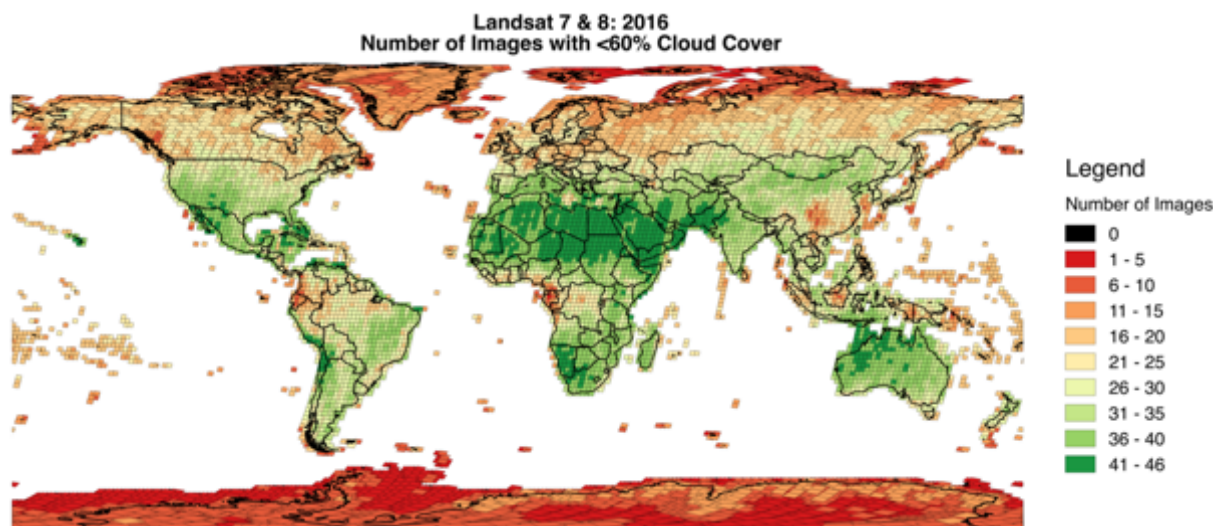 Landsat 7 & 8: 2016
Number of Images with <60% Cloud Cover
Legend
Number of Images
0
1 - 5
6 - 10
11 - 15
16 - 20
21 - 25
26 - 30
31 - 35
36 - 40
41 - 46